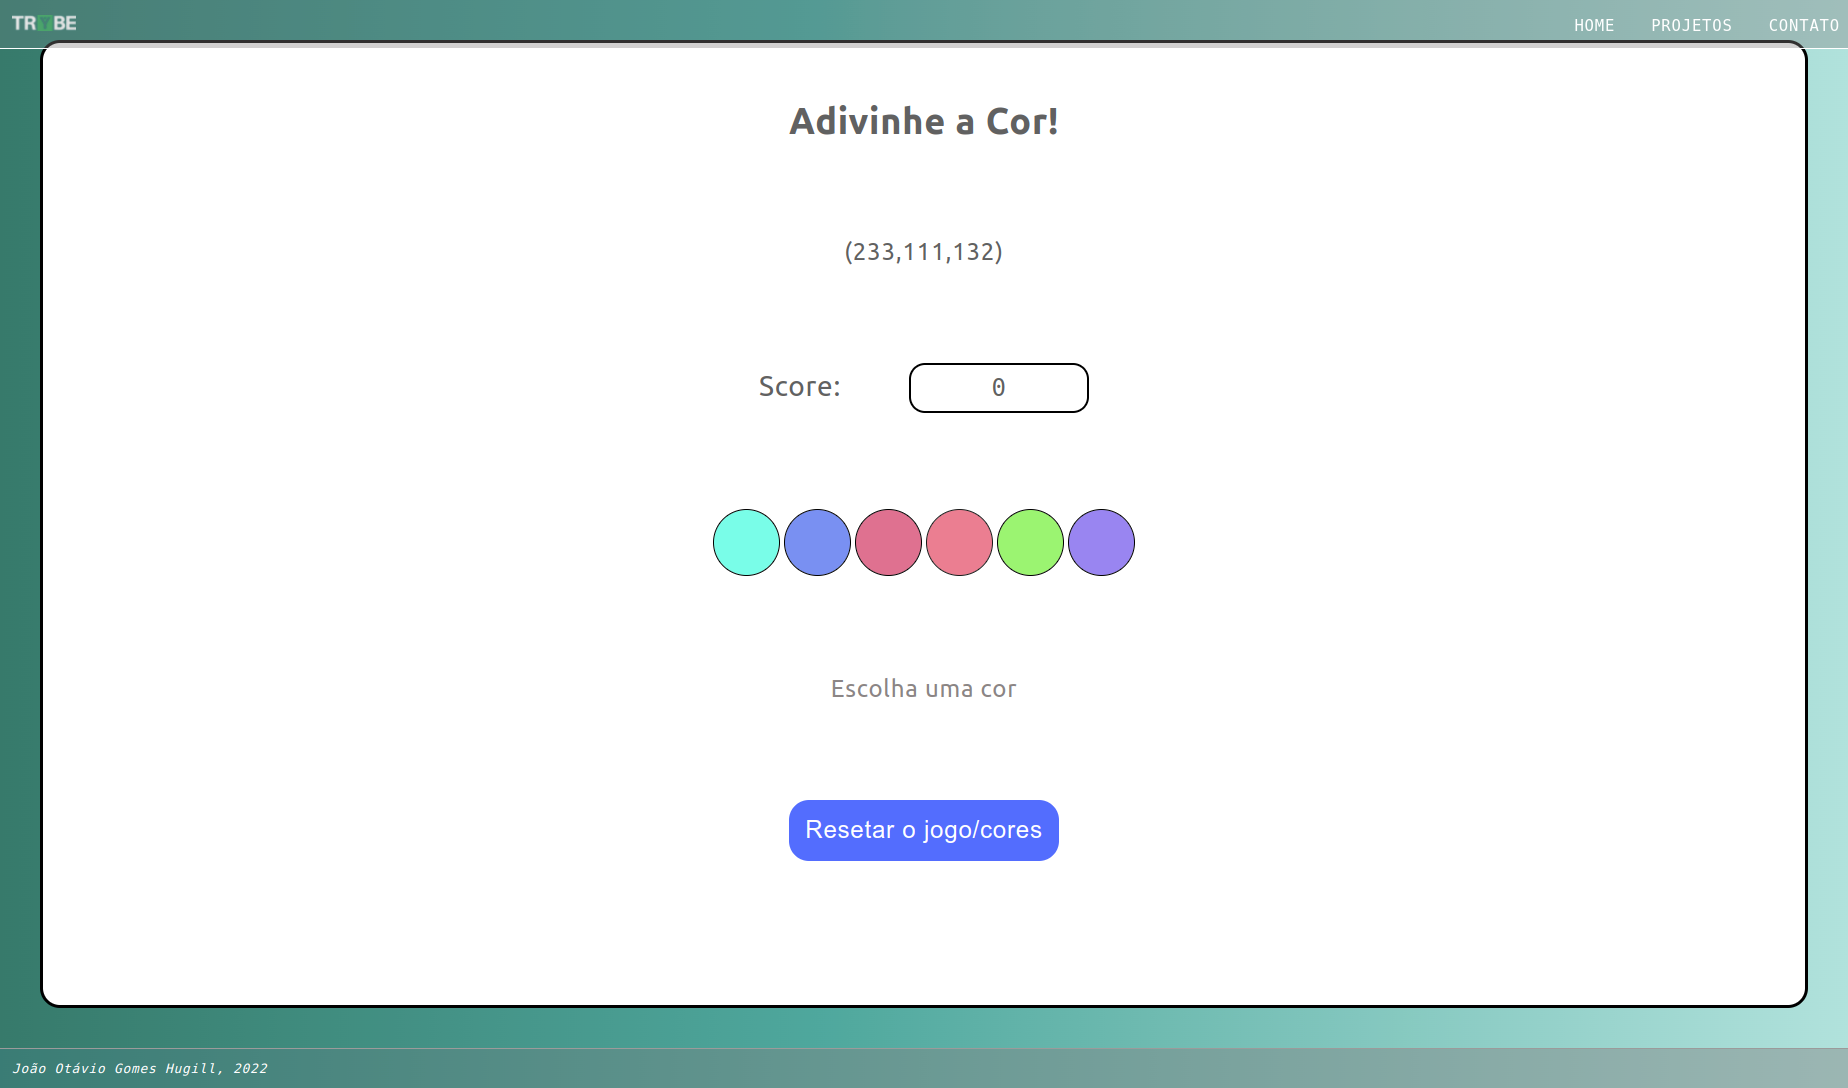 TRYBE
HOME PROJETOS CONTATO
Adivinhe a Cor!
(233,111,132)
Score: 0
Escolha uma cor
Resetar o jogo/cores
João Otávio Gomes Hugill, 2022